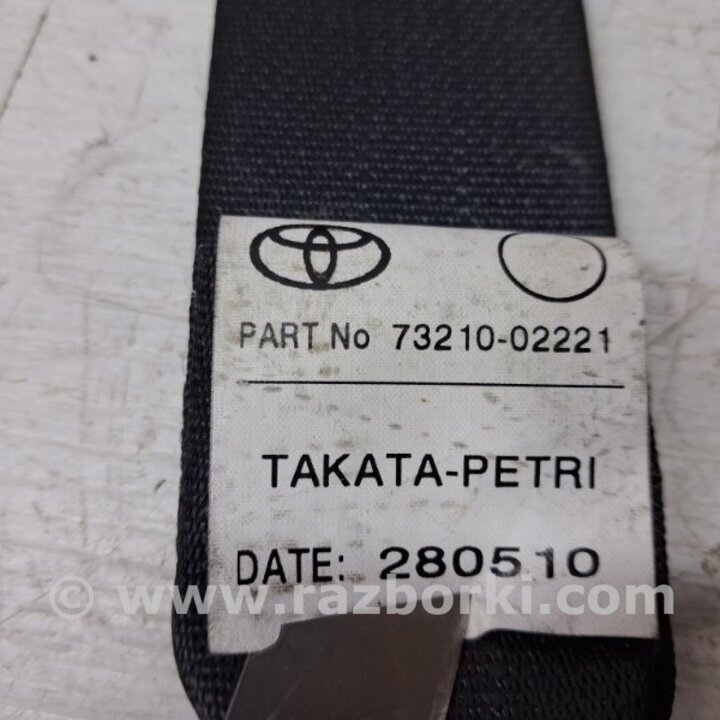 PART No 73210-02221
TAKATA-PETRI
DATE: 280510
© www.razborki.com